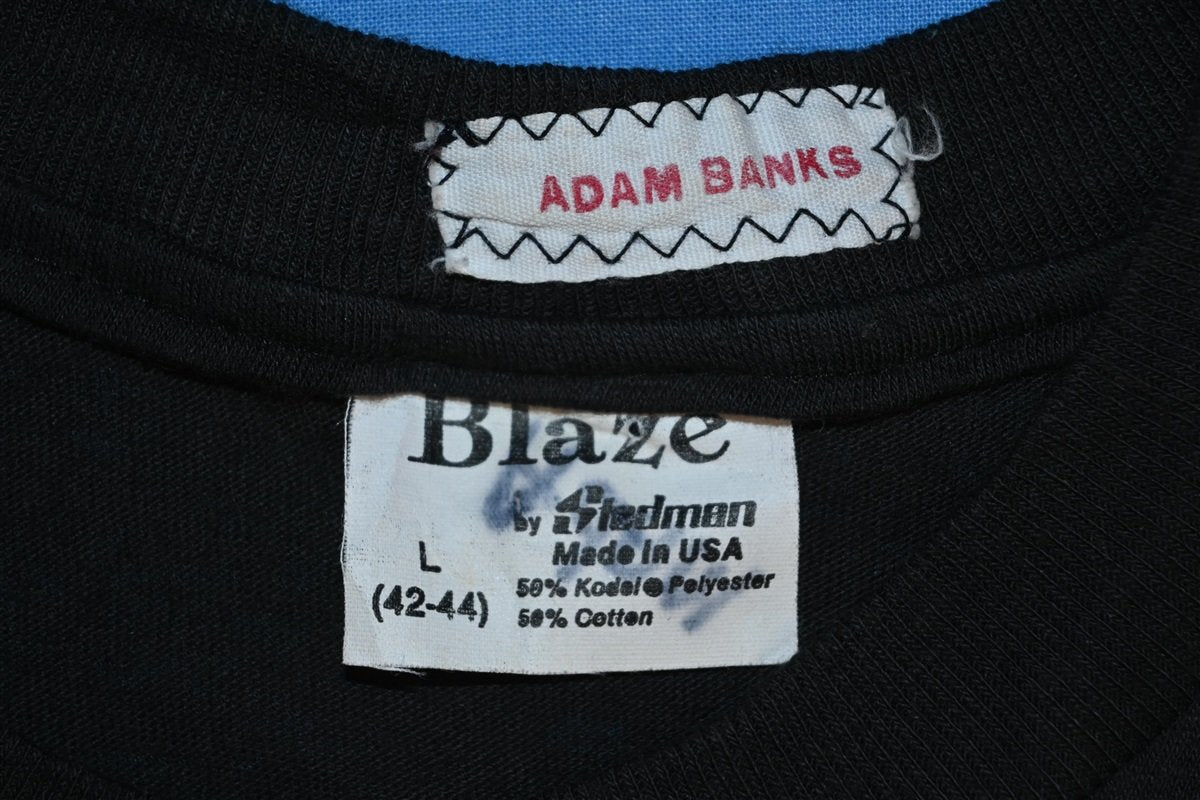 ADAM BANKS
Blaze
by Stedman
Made in USA
L
(42-44)
50% Kodel Polyester
50% Cotton